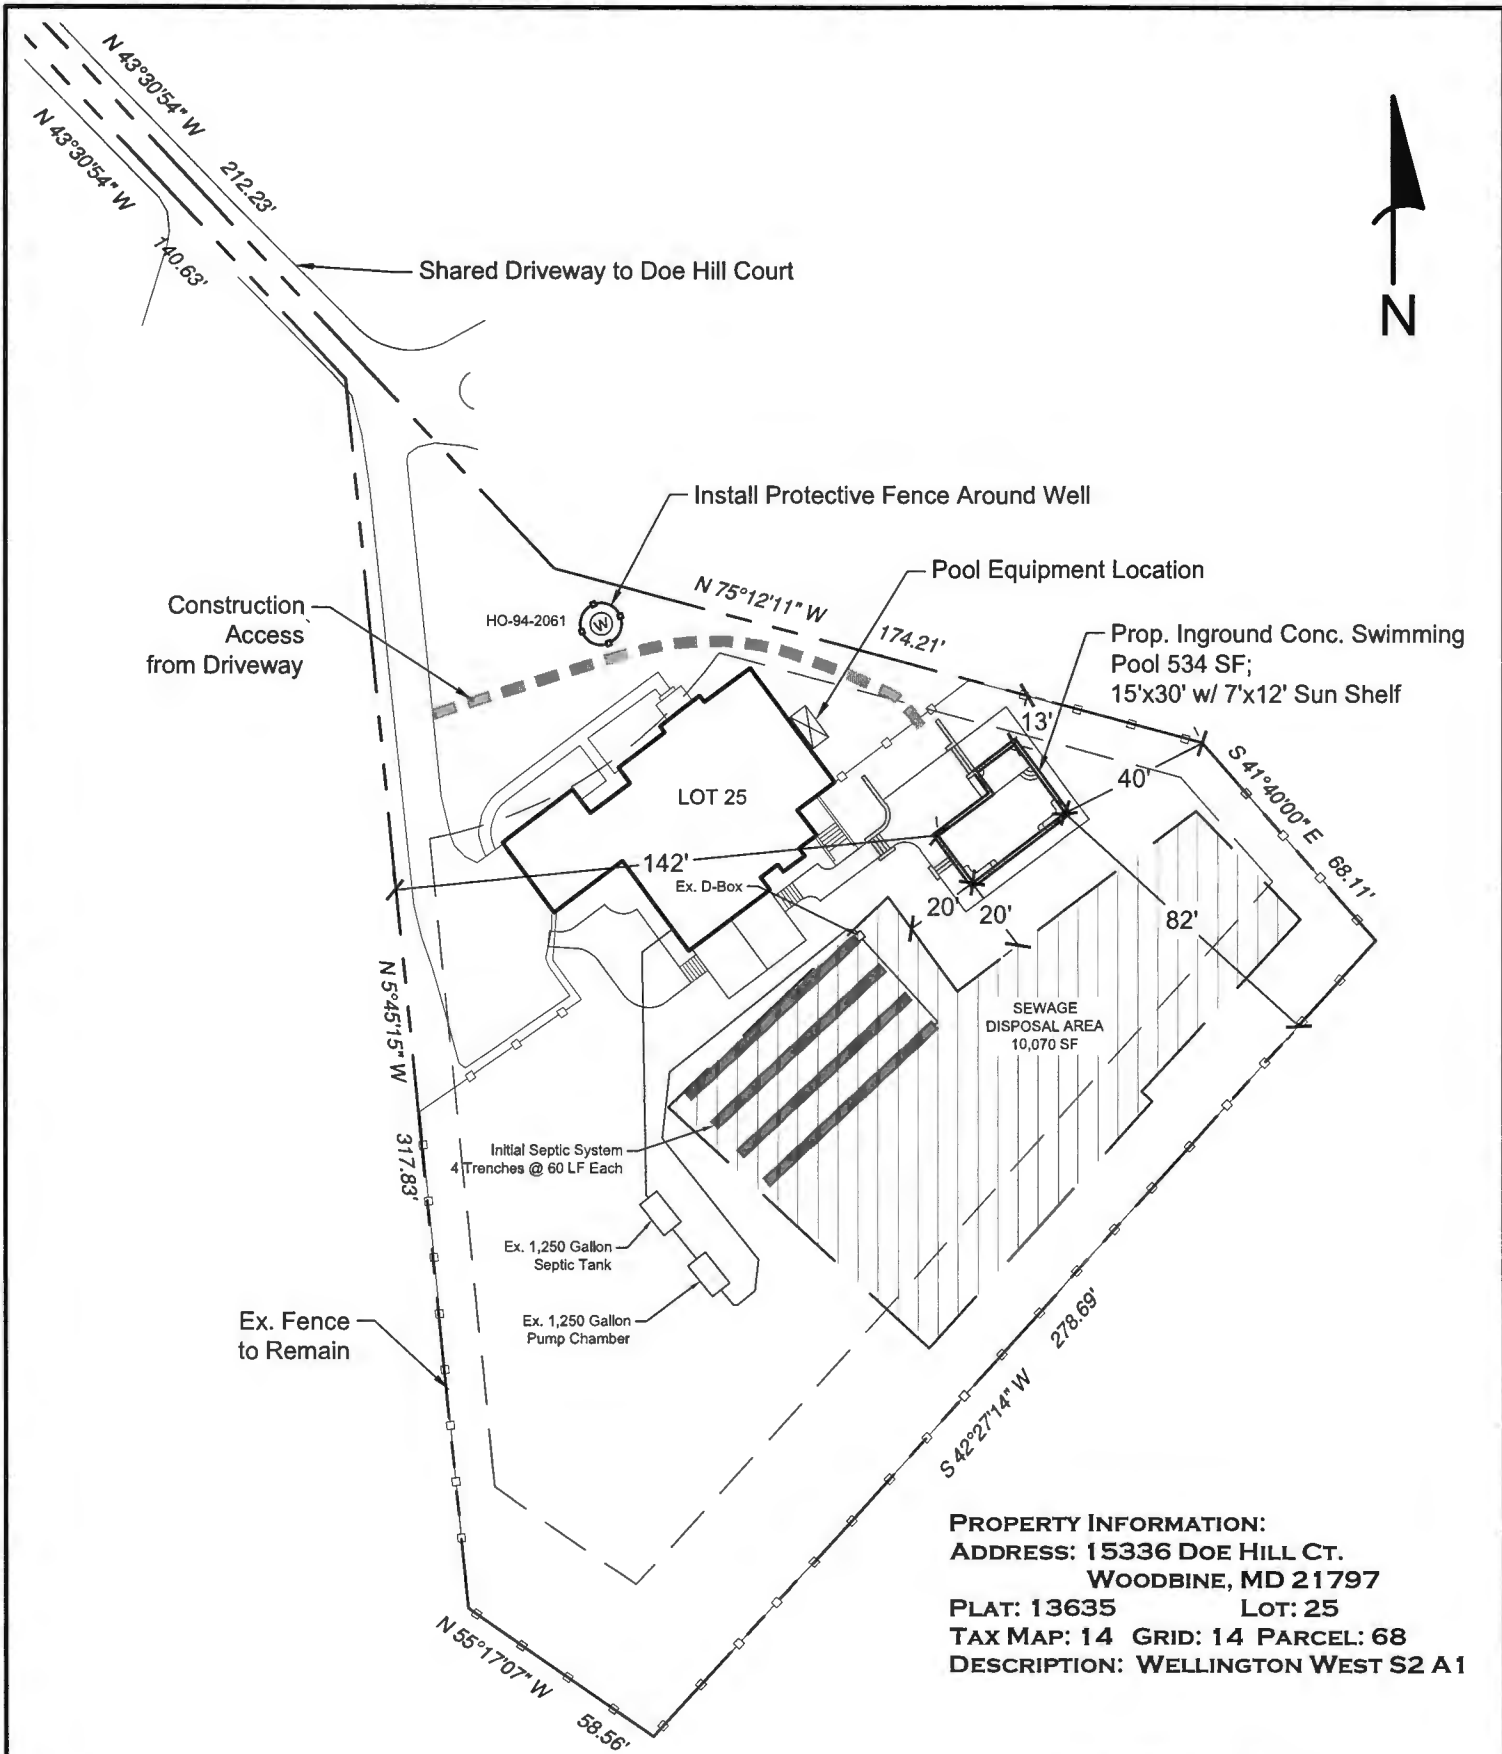 N 43°30'54" W
212.23'
N 43°30'54" W
140.63'
Shared Driveway to Doe Hill Court
N
Install Protective Fence Around Well
Pool Equipment Location
N 75°12'11" W
174.21'
Construction
Access
from Driveway
HO-94-2061
W
Prop. Inground Conc. Swimming
Pool 534 SF;
15'x30' w/ 7'x12' Sun Shelf
13'
40'
S 41°40'00" E
68.11'
LOT 25
142'
Ex. D-Box
20'
20'
82'
N 5°45'15" W
317.83'
SEWAGE
DISPOSAL AREA
10,070 SF
Initial Septic System
4 Trenches @ 60 LF Each
Ex. 1,250 Gallon
Septic Tank
Ex. 1,250 Gallon
Pump Chamber
Ex. Fence
to Remain
278.69'
S 42°27'14" W
N 55°17'07" W
58.56'
PROPERTY INFORMATION:
ADDRESS: 15336 DOE HILL CT.
WOODBINE, MD 21797
PLAT: 13635 LOT: 25
TAX MAP: 14 GRID: 14 PARCEL: 68
DESCRIPTION: WELLINGTON WEST S2 A1